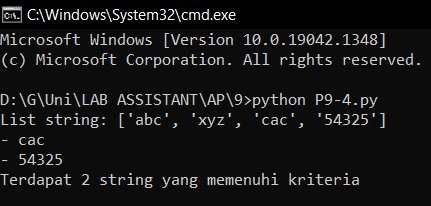 C:\Windows\System32\cmd.exe
Microsoft Windows [Version 10.0.19042.1348]
(c) Microsoft Corporation. All rights reserved.
D:\G\Uni\LAB ASSISTANT\AP\9>python P9-4.py
List string: ['abc', 'xyz', 'cac', '54325']
- cac
- 54325
Terdapat 2 string yang memenuhi kriteria